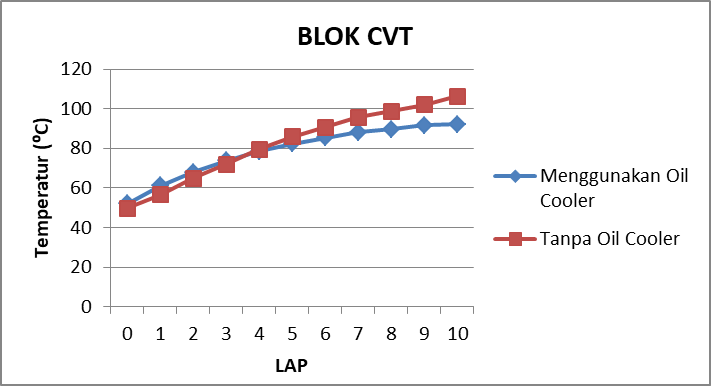 BLOK CVT
120
100
80
60
40
20
0
Temperatur (⁰C)
0 1 2 3 4 5 6 7 8 9 10
LAP
Menggunakan Oil
Cooler
Tanpa Oil Cooler